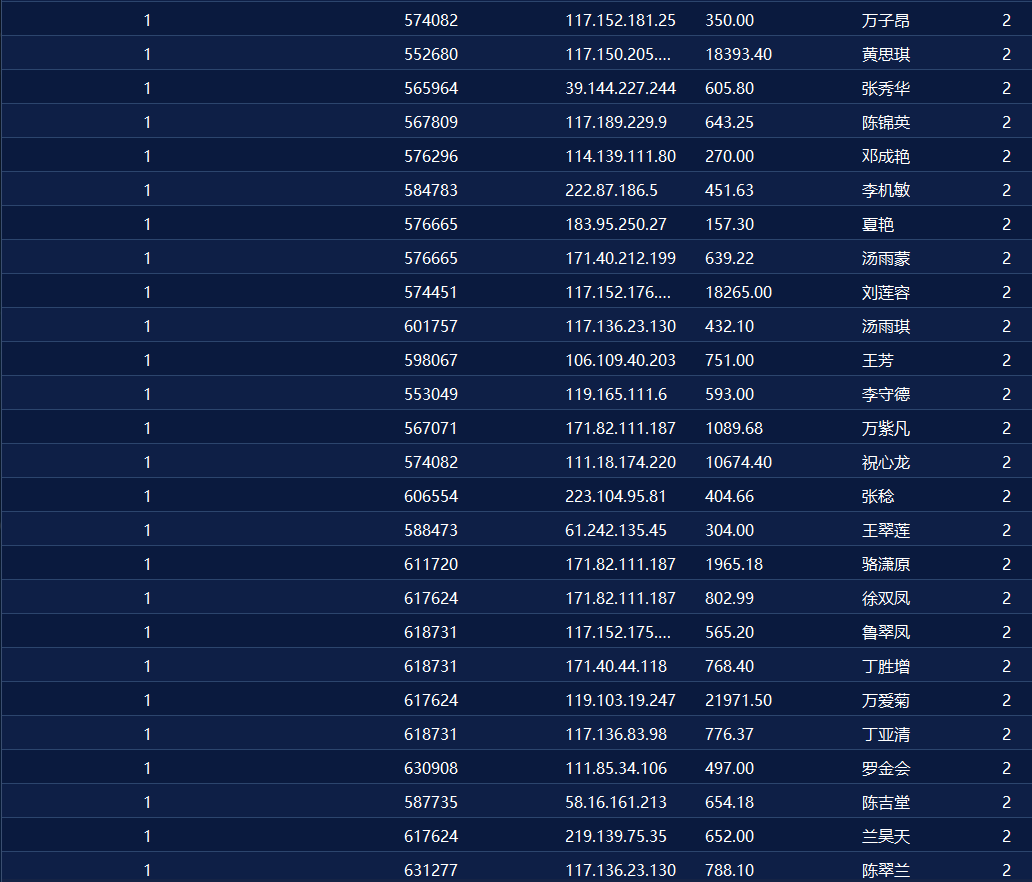 1 574082 117.152.181.25 350.00 万子昂 2
1 552680 117.150.205.... 18393.40 黄思琪 2
1 565964 39.144.227.244 605.80 张秀华 2
1 567809 117.189.229.9 643.25 陈锦英 2
1 576296 114.139.111.80 270.00 邓成艳 2
1 584783 222.87.186.5 451.63 李机敏 2
1 576665 183.95.250.27 157.30 夏艳 2
1 576665 171.40.212.199 639.22 汤雨蒙 2
1 574451 117.152.176.... 18265.00 刘莲容 2
1 601757 117.136.23.130 432.10 汤雨琪 2
1 598067 106.109.40.203 751.00 王芳 2
1 553049 119.165.111.6 593.00 李守德 2
1 567071 171.82.111.187 1089.68 万紫凡 2
1 574082 111.18.174.220 10674.40 祝心龙 2
1 606554 223.104.95.81 404.66 张稔 2
1 588473 61.242.135.45 304.00 王翠莲 2
1 611720 171.82.111.187 1965.18 骆潇原 2
1 617624 171.82.111.187 802.99 徐双凤 2
1 618731 117.152.175.... 565.20 鲁翠凤 2
1 618731 171.40.44.118 768.40 丁胜增 2
1 617624 119.103.19.247 21971.50 万爱菊 2
1 618731 117.136.83.98 776.37 丁亚清 2
1 630908 111.85.34.106 497.00 罗金会 2
1 587735 58.16.161.213 654.18 陈吉堂 2
1 617624 219.139.75.35 652.00 兰昊天 2
1 631277 117.136.23.130 788.10 陈翠兰 2